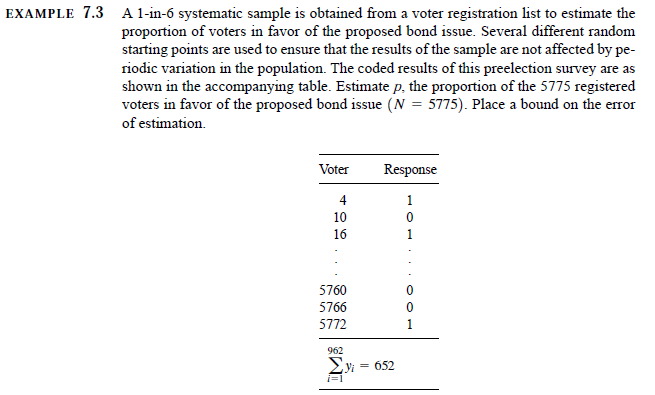 EXAMPLE 7.3 A 1-in-6 systematic sample is obtained from a voter registration list to estimate the
proportion of voters in favor of the proposed bond issue. Several different random
starting points are used to ensure that the results of the sample are not affected by pe-
riodic variation in the population. The coded results of this preelection survey are as
shown in the accompanying table. Estimate p, the proportion of the 5775 registered
voters in favor of the proposed bond issue (N = 5775). Place a bound on the error
of estimation.
Voter Response
4 1
10 0
16 1
. .
. .
. .
5760 0
5766 0
5772 1
962
∑ yᵢ = 652
i=1